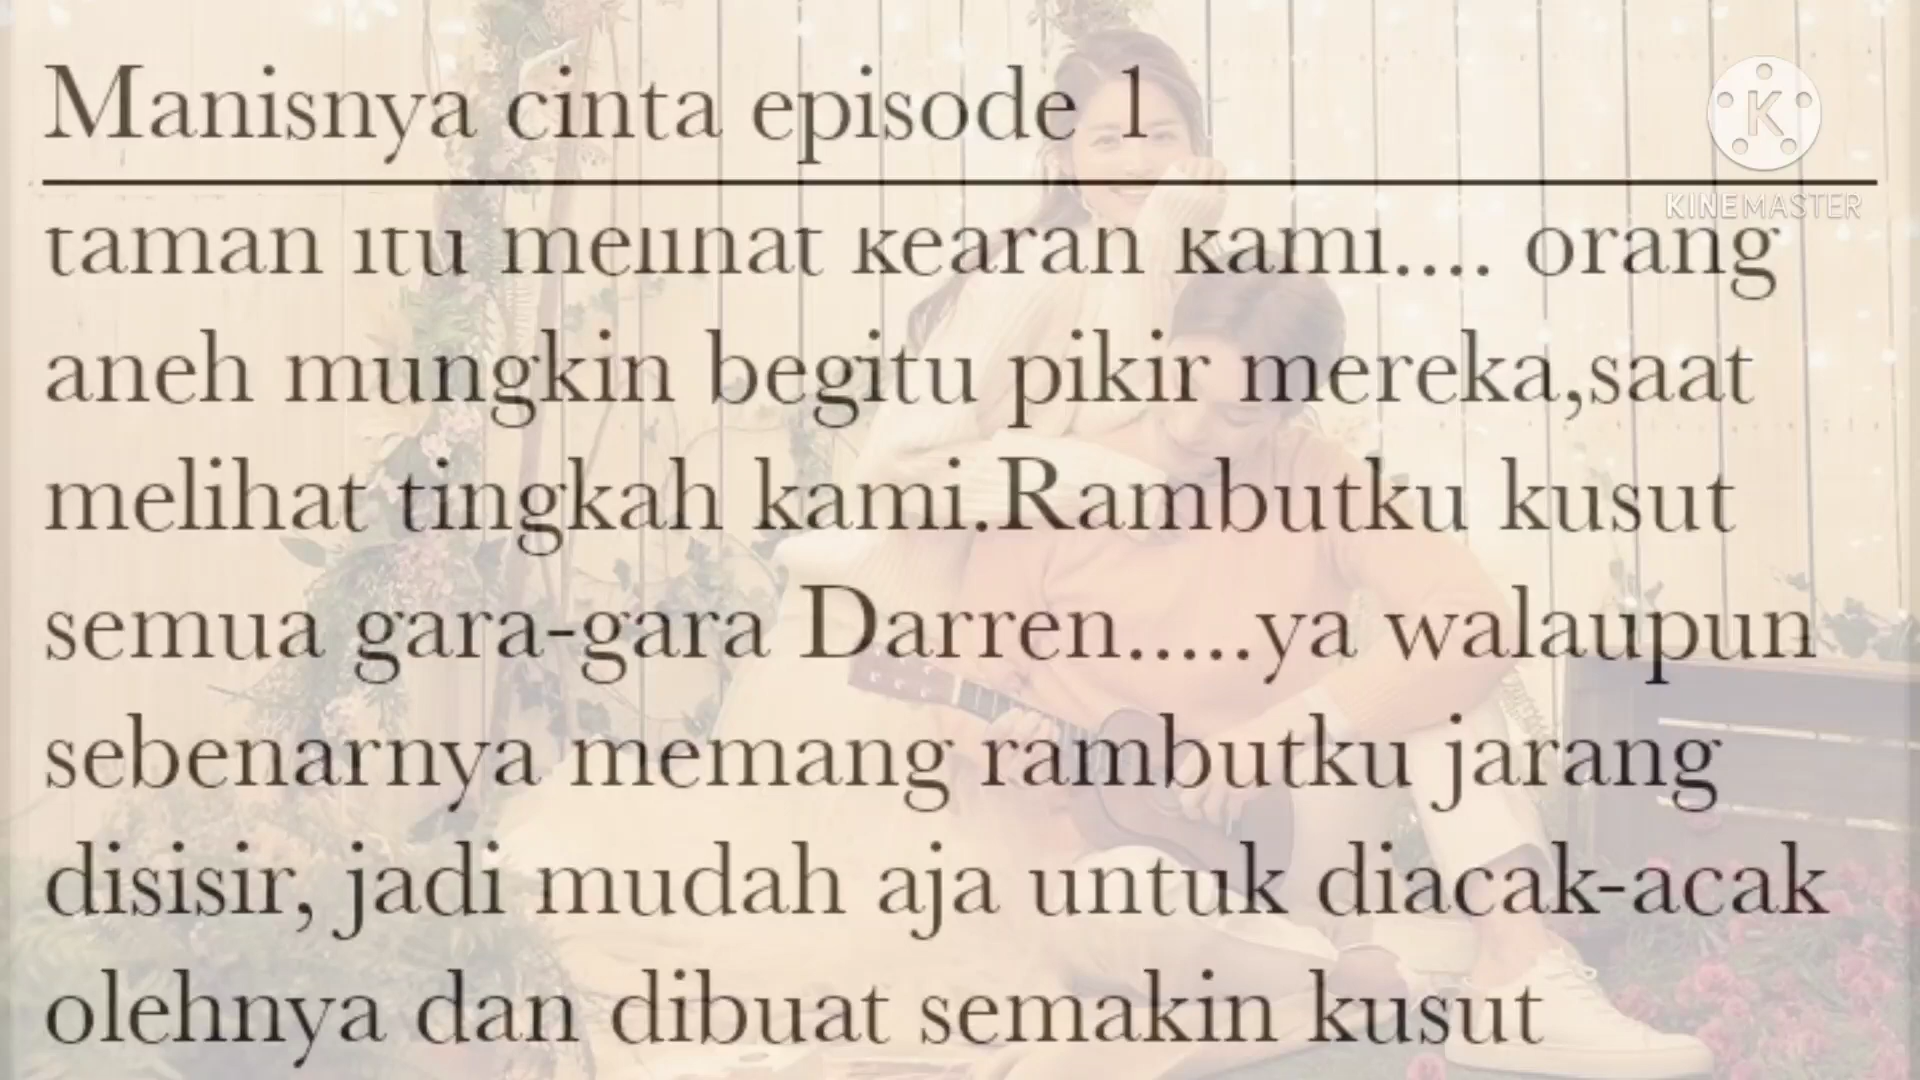 Manisnya cinta episode 1
KINEMASTER
taman itu melihat kearah kami.... orang
aneh mungkin begitu pikir mereka,saat
melihat tingkah kami.Rambutku kusut
semua gara-gara Darren.....ya walaupun
sebenarnya memang rambutku jarang
disisir, jadi mudah aja untuk diacak-acak
olehnya dan dibuat semakin kusut